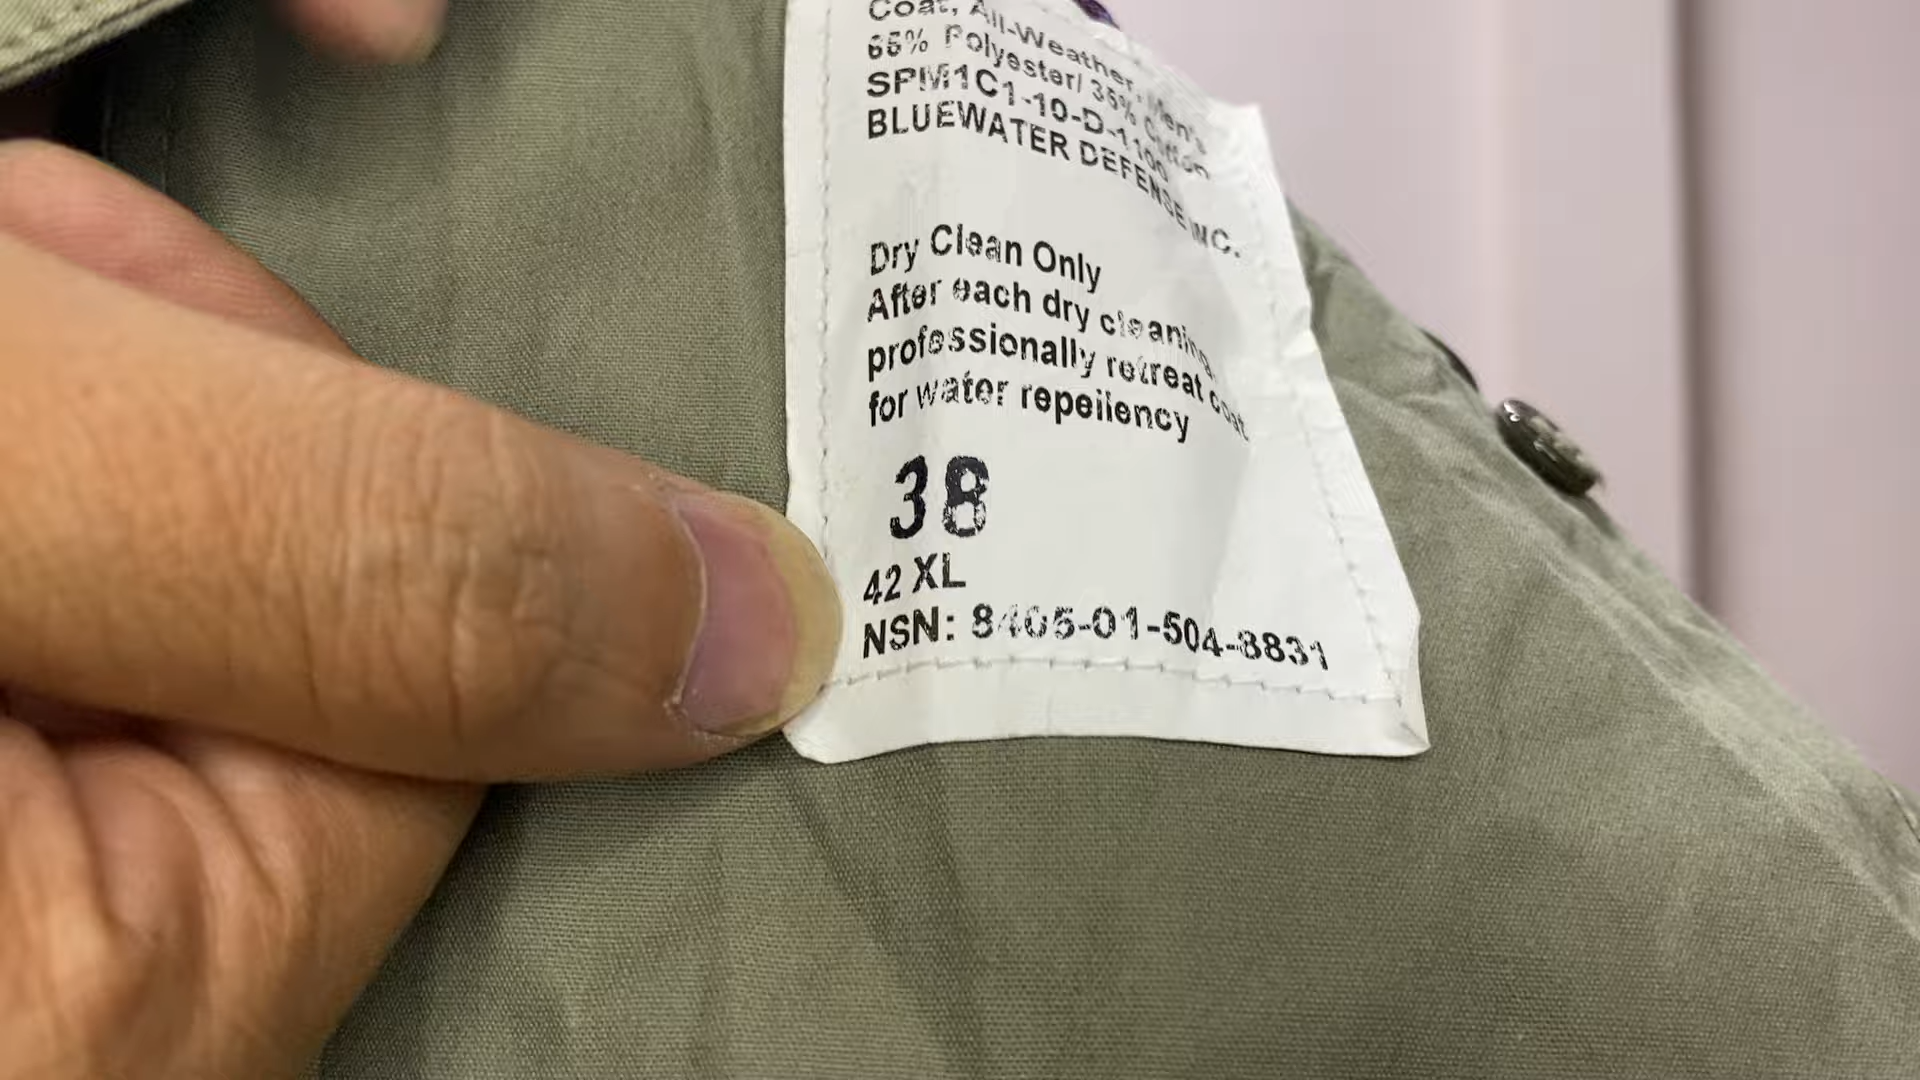 Coat, All-Weather, Men's
65% Polyester/ 35% Cotton
SPM1C1-10-D-1100
BLUEWATER DEFENSE INC.
Dry Clean Only
After each dry cleaning,
professionally retreat coat
for water repellency
38
42 XL
NSN: 8405-01-504-8831